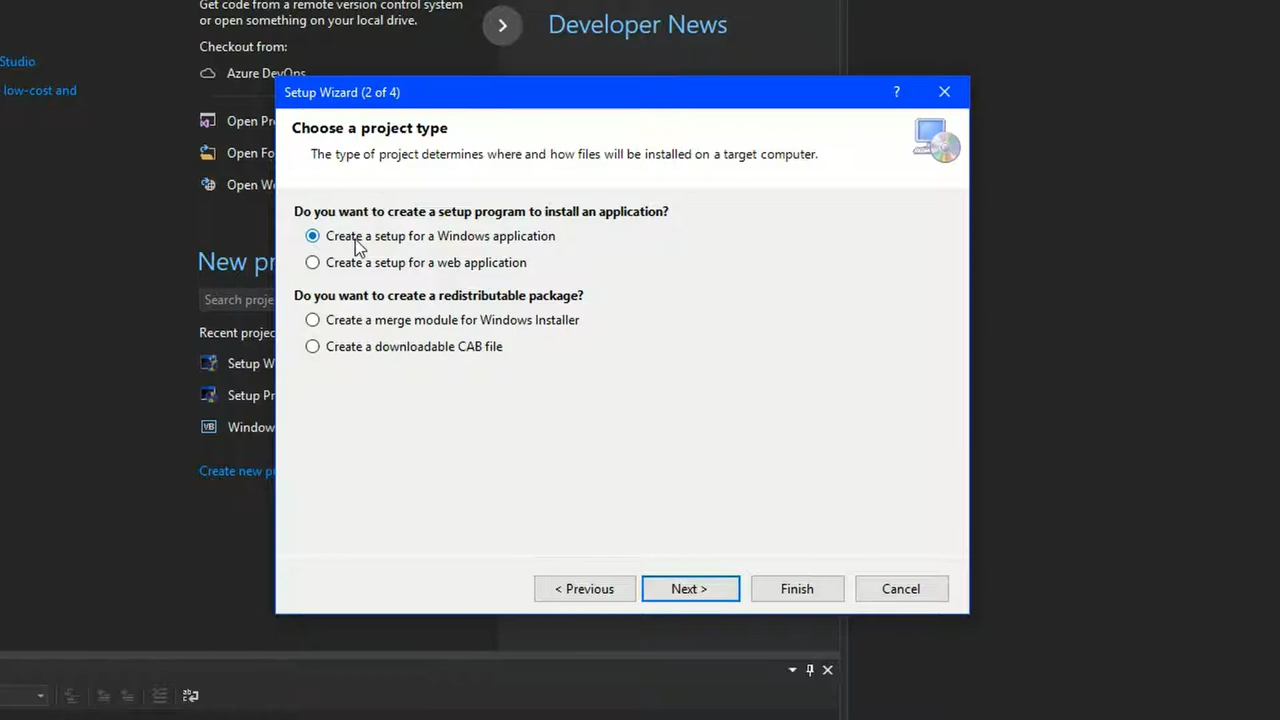 Get code from a remote version control system
or open something on your local drive.
Developer News
Checkout from:
Studio
Azure DevOps
low-cost and
Setup Wizard (2 of 4)
?
Choose a project type
The type of project determines where and how files will be installed on a target computer.
Open Pr
Open Fo
Open We
Do you want to create a setup program to install an application?
Create a setup for a Windows application
Create a setup for a web application
Do you want to create a redistributable package?
Create a merge module for Windows Installer
Create a downloadable CAB file
New pr
Search proje
Recent projec
Setup W
Setup Pr
VB
Window
Create new p
< Previous
Next >
Finish
Cancel